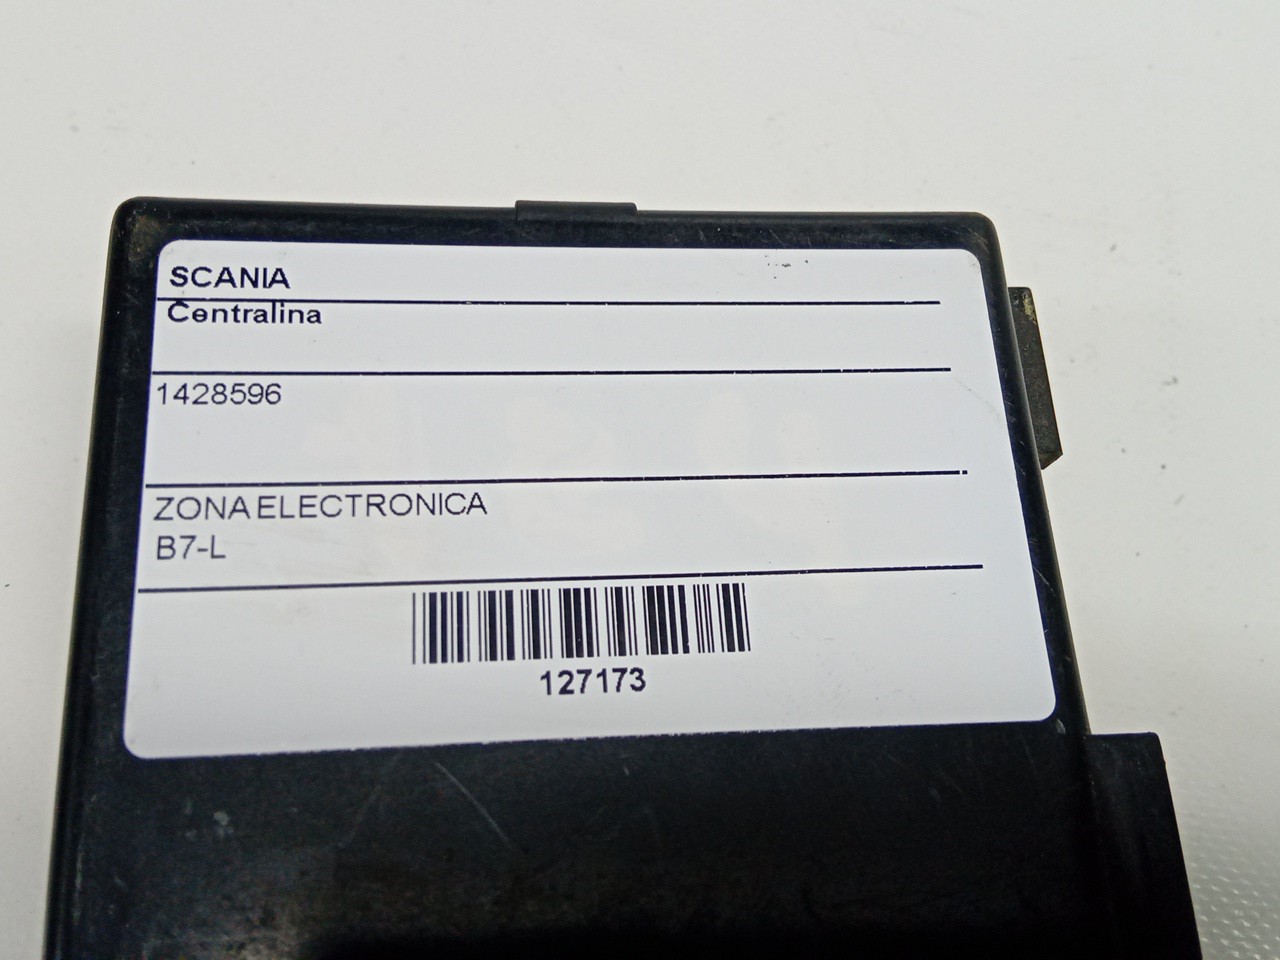 SCANIA
Centralina
1428596
ZONA ELECTRONICA
B7-L
127173